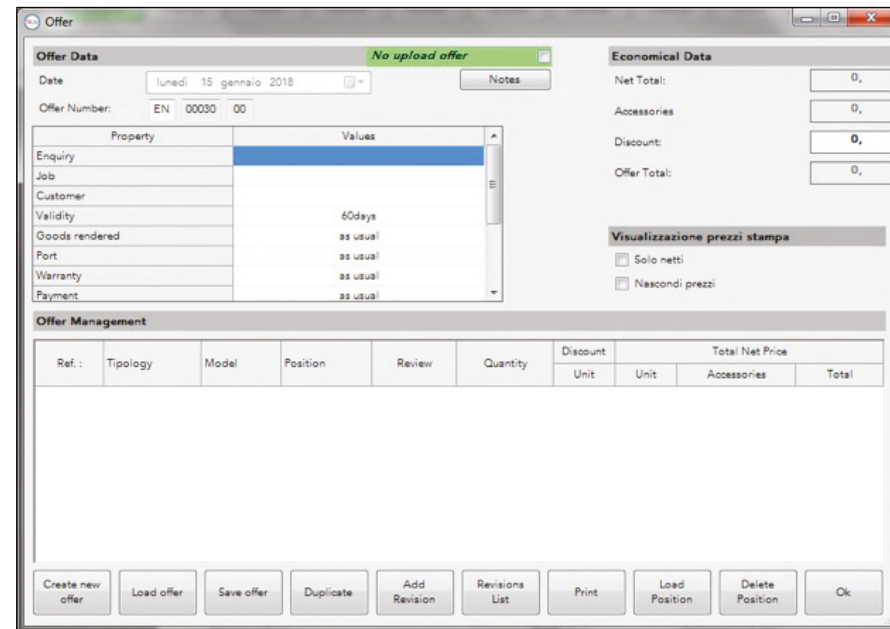 Offer
Offer Data
No upload offer
Economical Data
Date
lunedì 15 gennaio 2018
Notes
Net Total:
0,
Offer Number:
EN 00030 00
Accessories
0,
Property Values
Discount:
0,
Enquiry
Job
Offer Total:
0,
Customer
Validity 60days
Goods rendered as usual
Visualizzazione prezzi stampa
Port as usual
Solo netti
Warranty as usual
Nascondi prezzi
Payment as usual
Offer Management
Ref. : Tipology Model Position Review Quantity Discount Total Net Price
Unit Unit Accessories Total
Create new offer
Load offer
Save offer
Duplicate
Add Revision
Revisions List
Print
Load Position
Delete Position
Ok